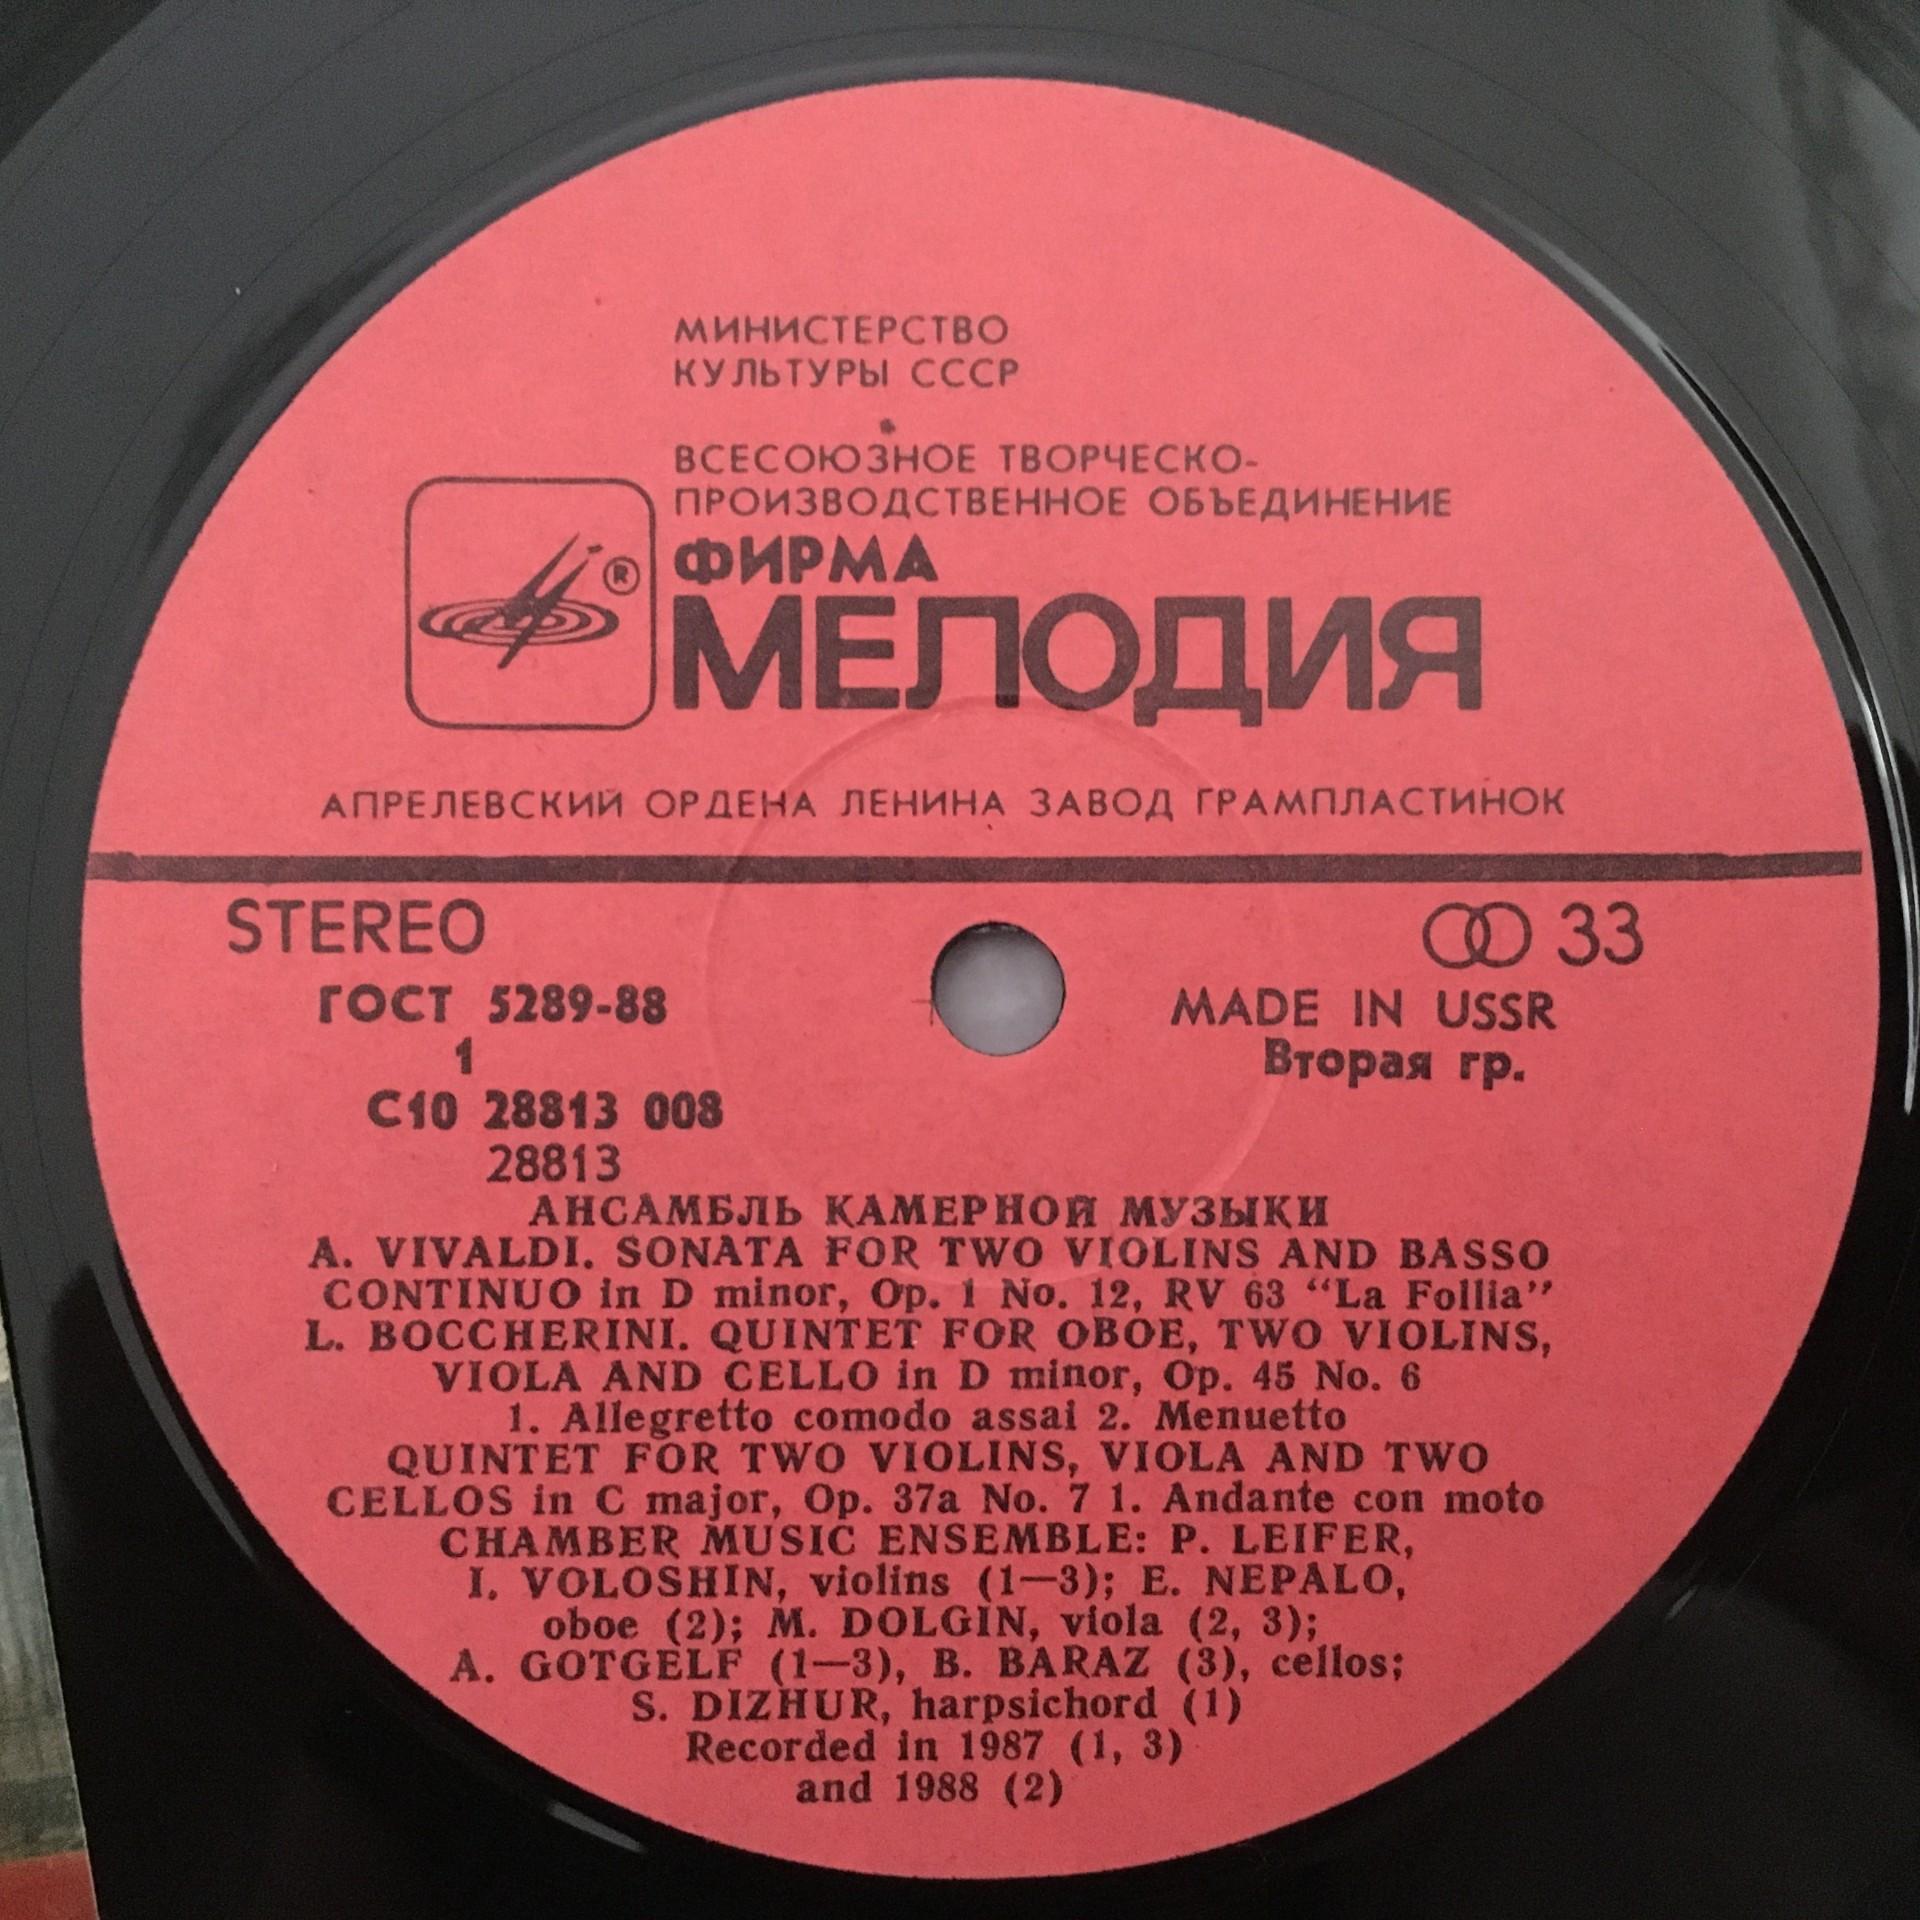 МИНИСТЕРСТВО
КУЛЬТУРЫ СССР
ВСЕСОЮЗНОЕ ТВОРЧЕСКО-
ПРОИЗВОДСТВЕННОЕ ОБЪЕДИНЕНИЕ
ФИРМА
®
МЕЛОДИЯ
АПРЕЛЕВСКИЙ ОРДЕНА ЛЕНИНА ЗАВОД ГРАМПЛАСТИНОК
STEREO
33
ГОСТ 5289-88
MADE IN USSR
1
Вторая гр.
С10 28813 008
28813
АНСАМБЛЬ КАМЕРНОЙ МУЗЫКИ
A. VIVALDI. SONATA FOR TWO VIOLINS AND BASSO
CONTINUO in D minor, Op. 1 No. 12, RV 63 “La Follia”
L. BOCCHERINI. QUINTET FOR OBOE, TWO VIOLINS,
VIOLA AND CELLO in D minor, Op. 45 No. 6
1. Allegretto comodo assai 2. Menuetto
QUINTET FOR TWO VIOLINS, VIOLA AND TWO
CELLOS in C major, Op. 37a No. 7 1. Andante con moto
CHAMBER MUSIC ENSEMBLE: P. LEIFER,
I. VOLOSHIN, violins (1—3); E. NEPALO,
oboe (2); M. DOLGIN, viola (2, 3);
A. GOTGELF (1—3), B. BARAZ (3), cellos;
S. DIZHUR, harpsichord (1)
Recorded in 1987 (1, 3)
and 1988 (2)